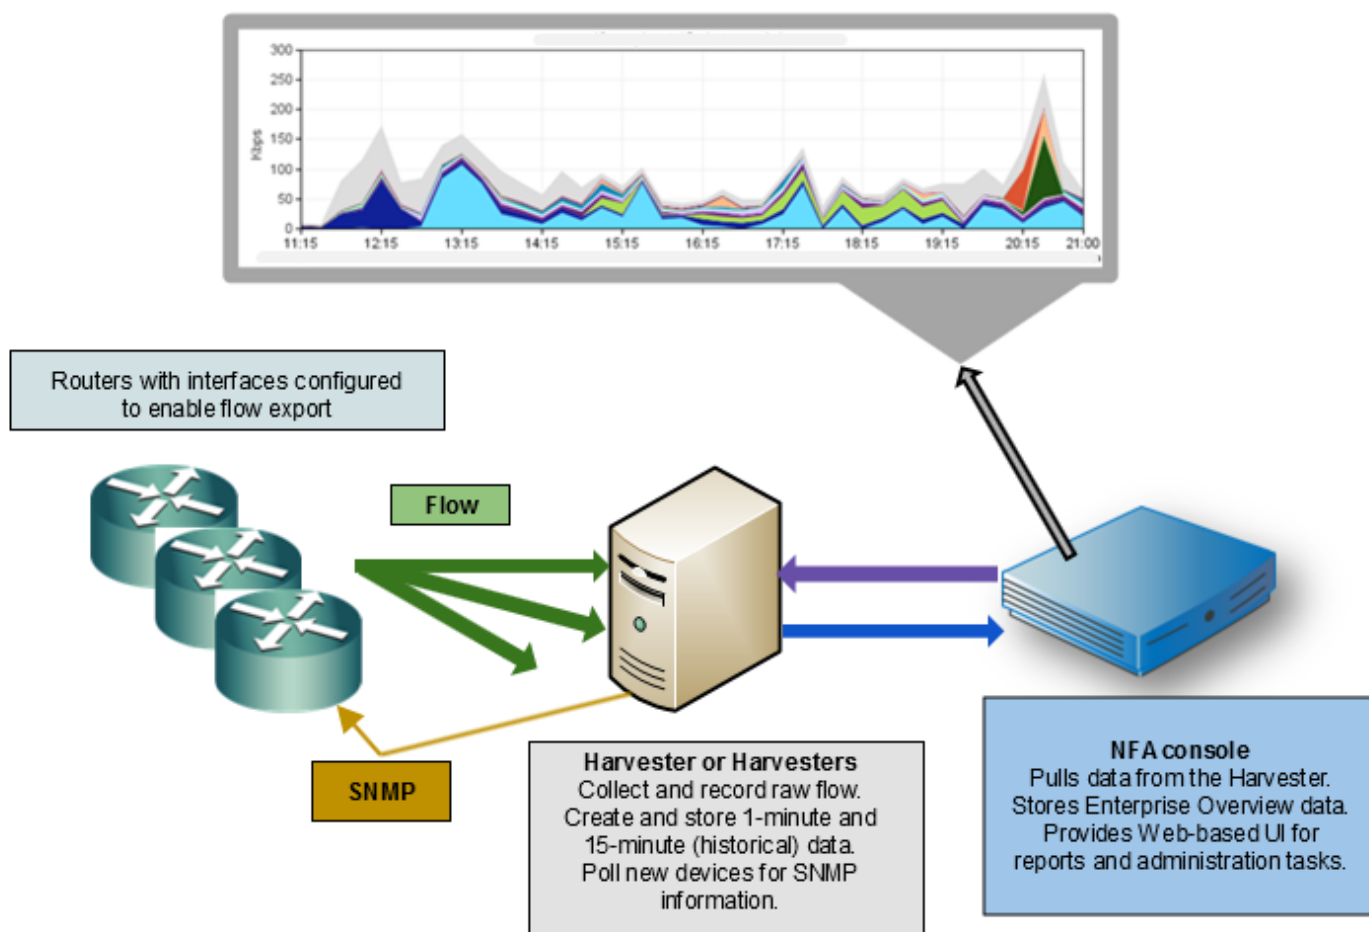 300
250
200
150
100
50
0
Kbps
11:15 12:15 13:15 14:15 15:15 16:15 17:15 18:15 19:15 20:15 21:00
Routers with interfaces configured
to enable flow export
Flow
SNMP
Harvester or Harvesters
Collect and record raw flow.
Create and store 1-minute and
15-minute (historical) data.
Poll new devices for SNMP
information.
NFA console
Pulls data from the Harvester.
Stores Enterprise Overview data.
Provides Web-based UI for
reports and administration tasks.